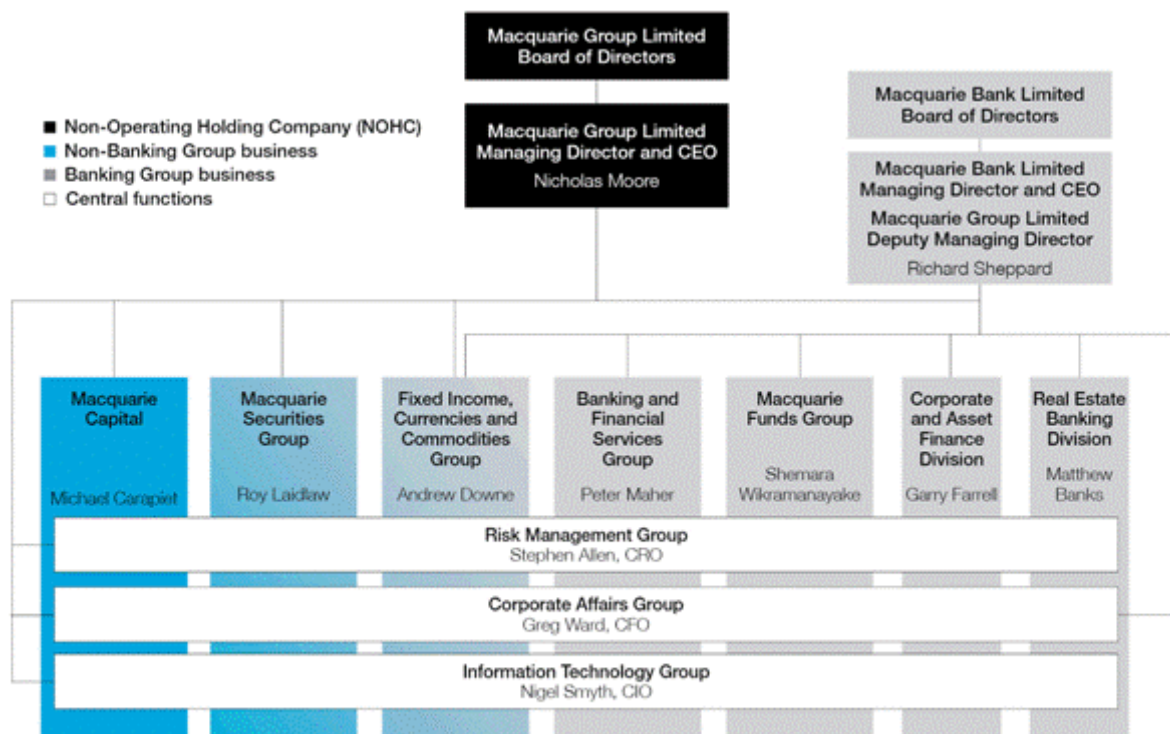 Macquarie Group Limited
Board of Directors
Macquarie Bank Limited
Board of Directors
Non-Operating Holding Company (NOHC)
Non-Banking Group business
Banking Group business
Central functions
Macquarie Group Limited
Managing Director and CEO
Nicholas Moore
Macquarie Bank Limited
Managing Director and CEO
Macquarie Group Limited
Deputy Managing Director
Richard Sheppard
Macquarie
Capital
Michael Carapiet
Macquarie
Securities
Group
Roy Laidlaw
Fixed Income,
Currencies and
Commodities
Group
Andrew Downe
Banking and
Financial
Services
Group
Peter Maher
Macquarie
Funds Group
Shemara
Wikramanayake
Corporate
and Asset
Finance
Division
Garry Farrell
Real Estate
Banking
Division
Matthew
Banks
Risk Management Group
Stephen Allen, CRO
Corporate Affairs Group
Greg Ward, CFO
Information Technology Group
Nigel Smyth, CIO